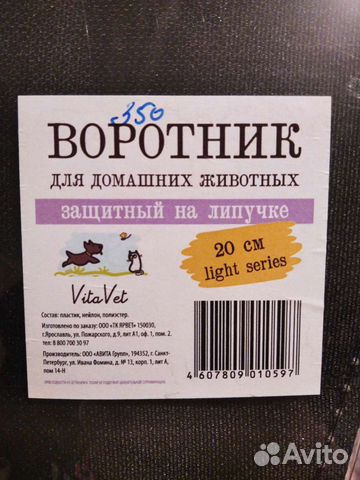 350
ВОРОТНИК
ДЛЯ ДОМАШНИХ ЖИВОТНЫХ
защитный на липучке
20 см
light series
VitaVet
Состав: пластик, нейлон, полиэстер.
Изготовлено по заказу: ООО «ТК ЯРВЕТ» 150030,
г.Ярославль, ул. Пожарского, д.9, лит А1, оф. 1, пом. 2.
тел: 8 800 700 30 97
Производитель: ООО «АВИТА Групп», 194352, г. Санкт-
Петербург, ул. Ивана Фомина, д. № 13, корп. 1, лит А,
пом 14-Н
4 607809 010597
Avito